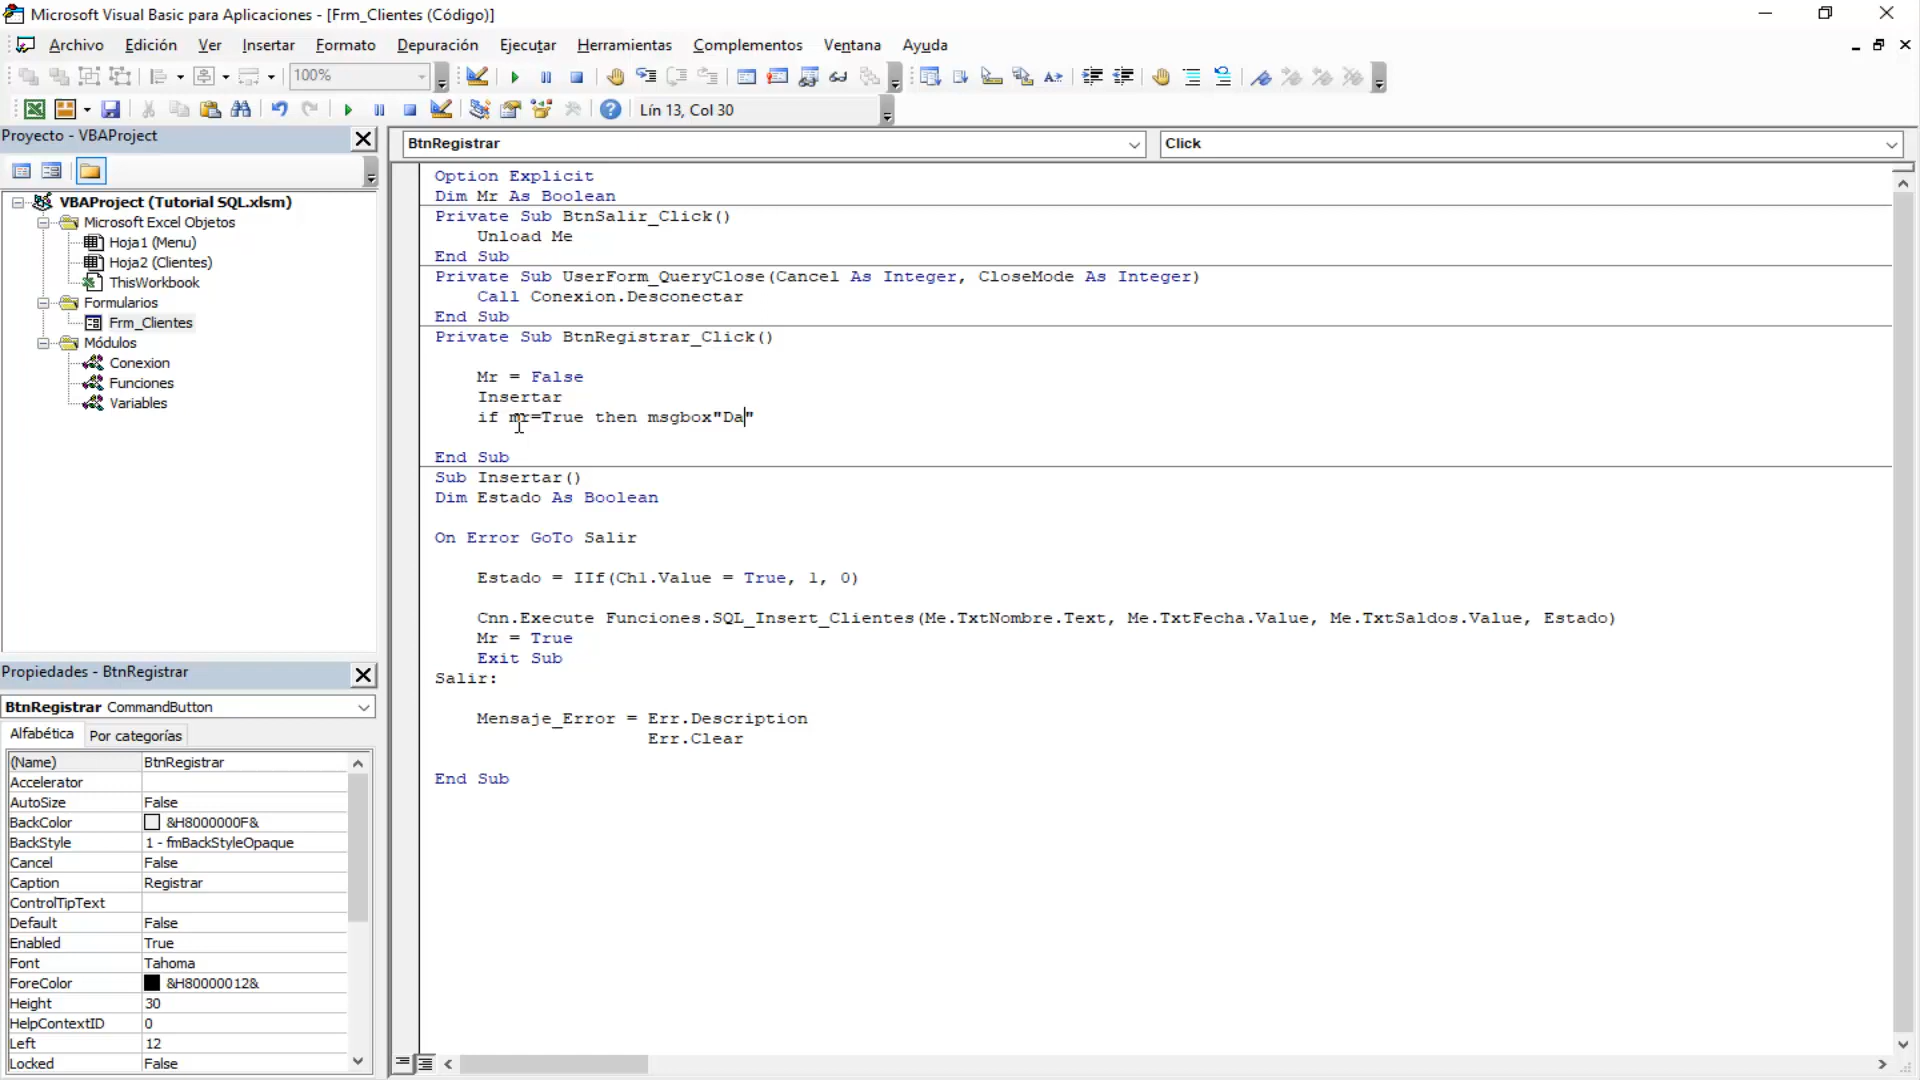 Microsoft Visual Basic para Aplicaciones - [Frm_Clientes (Código)]
Archivo Edición Ver Insertar Formato Depuración Ejecutar Herramientas Complementos Ventana Ayuda
100%
Lín 13, Col 30
Proyecto - VBAProject
VBAProject (Tutorial SQL.xlsm)
Microsoft Excel Objetos
Hoja1 (Menu)
Hoja2 (Clientes)
ThisWorkbook
Formularios
Frm_Clientes
Módulos
Conexion
Funciones
Variables
Propiedades - BtnRegistrar
BtnRegistrar CommandButton
Alfabética Por categorías
(Name) BtnRegistrar
Accelerator
AutoSize False
BackColor &H8000000F&
BackStyle 1 - fmBackStyleOpaque
Cancel False
Caption Registrar
ControlTipText
Default False
Enabled True
Font Tahoma
ForeColor &H80000012&
Height 30
HelpContextID 0
Left 12
Locked False
BtnRegistrar Click
Option Explicit
Dim Mr As Boolean
Private Sub BtnSalir_Click()
Unload Me
End Sub
Private Sub UserForm_QueryClose(Cancel As Integer, CloseMode As Integer)
Call Conexion.Desconectar
End Sub
Private Sub BtnRegistrar_Click()
Mr = False
Insertar
if mr=True then msgbox"Da"
End Sub
Sub Insertar()
Dim Estado As Boolean
On Error GoTo Salir
Estado = IIf(Ch1.Value = True, 1, 0)
Cnn.Execute Funciones.SQL_Insert_Clientes(Me.TxtNombre.Text, Me.TxtFecha.Value, Me.TxtSaldos.Value, Estado)
Mr = True
Exit Sub
Salir:
Mensaje_Error = Err.Description
Err.Clear
End Sub